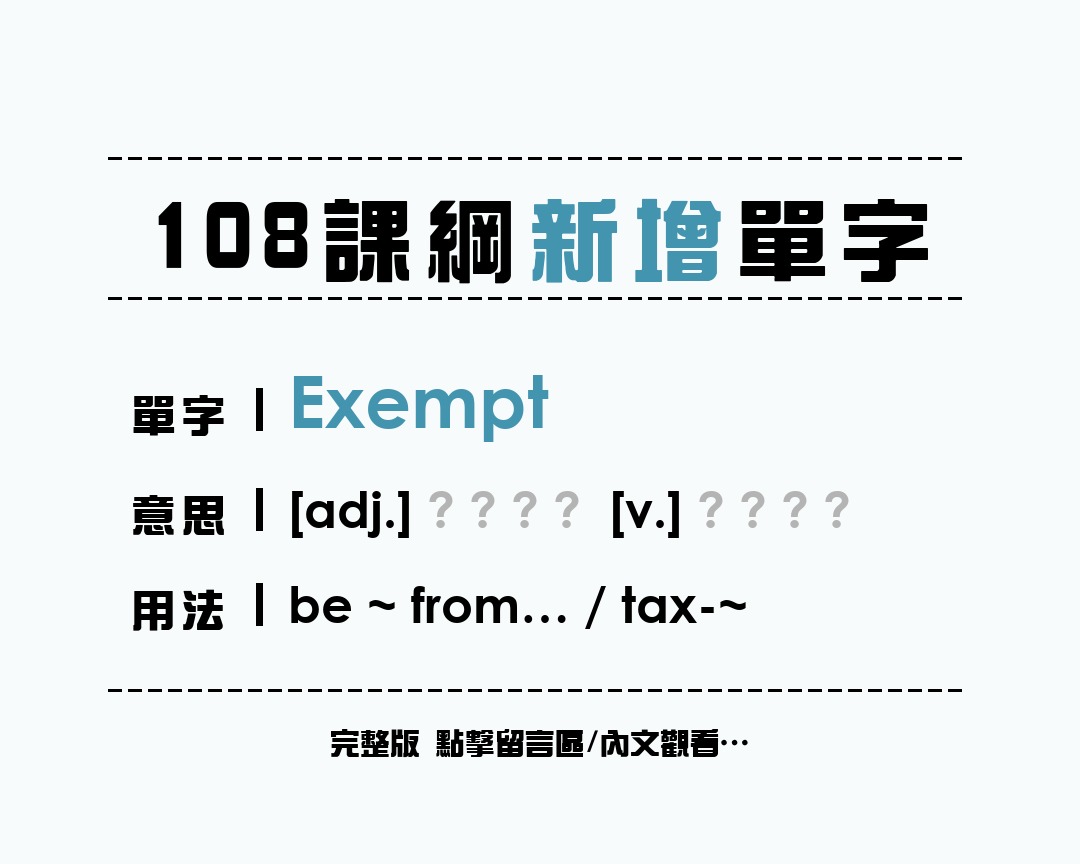 108課綱新增單字
單字 | Exempt
意思 | [adj.] ???? [v.] ????
用法 | be ~ from... / tax-~
完整版 點擊留言區/內文觀看…